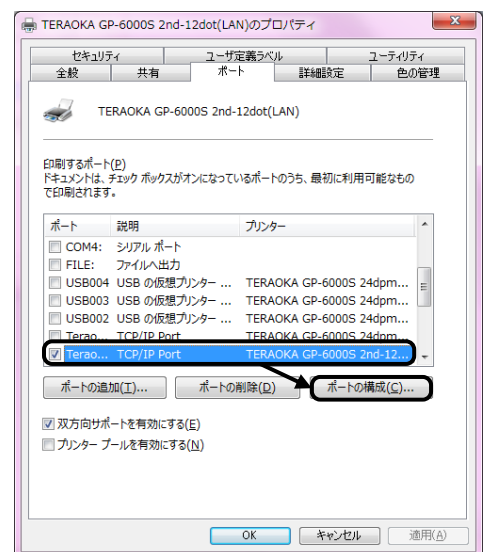 TERAOKA GP-6000S 2nd-12dot(LAN)のプロパティ
セキュリティ ユーザ定義ラベル ユーティリティ
全般 共有 ポート 詳細設定 色の管理
TERAOKA GP-6000S 2nd-12dot(LAN)
印刷するポート(P)
ドキュメントは、チェック ボックスがオンになっているポートのうち、最初に利用可能なもの
で印刷されます。
ポート 説明 プリンター
COM4: シリアル ポート
FILE: ファイルへ出力
USB004 USB の仮想プリンター ... TERAOKA GP-6000S 24dpm...
USB003 USB の仮想プリンター ... TERAOKA GP-6000S 24dpm...
USB002 USB の仮想プリンター ... TERAOKA GP-6000S 24dpm...
Terao... TCP/IP Port TERAOKA GP-6000S 24dpm...
Terao... TCP/IP Port TERAOKA GP-6000S 2nd-12...
ポートの追加(T)... ポートの削除(D) ポートの構成(C)...
双方向サポートを有効にする(E)
プリンター プールを有効にする(N)
OK キャンセル 適用(A)